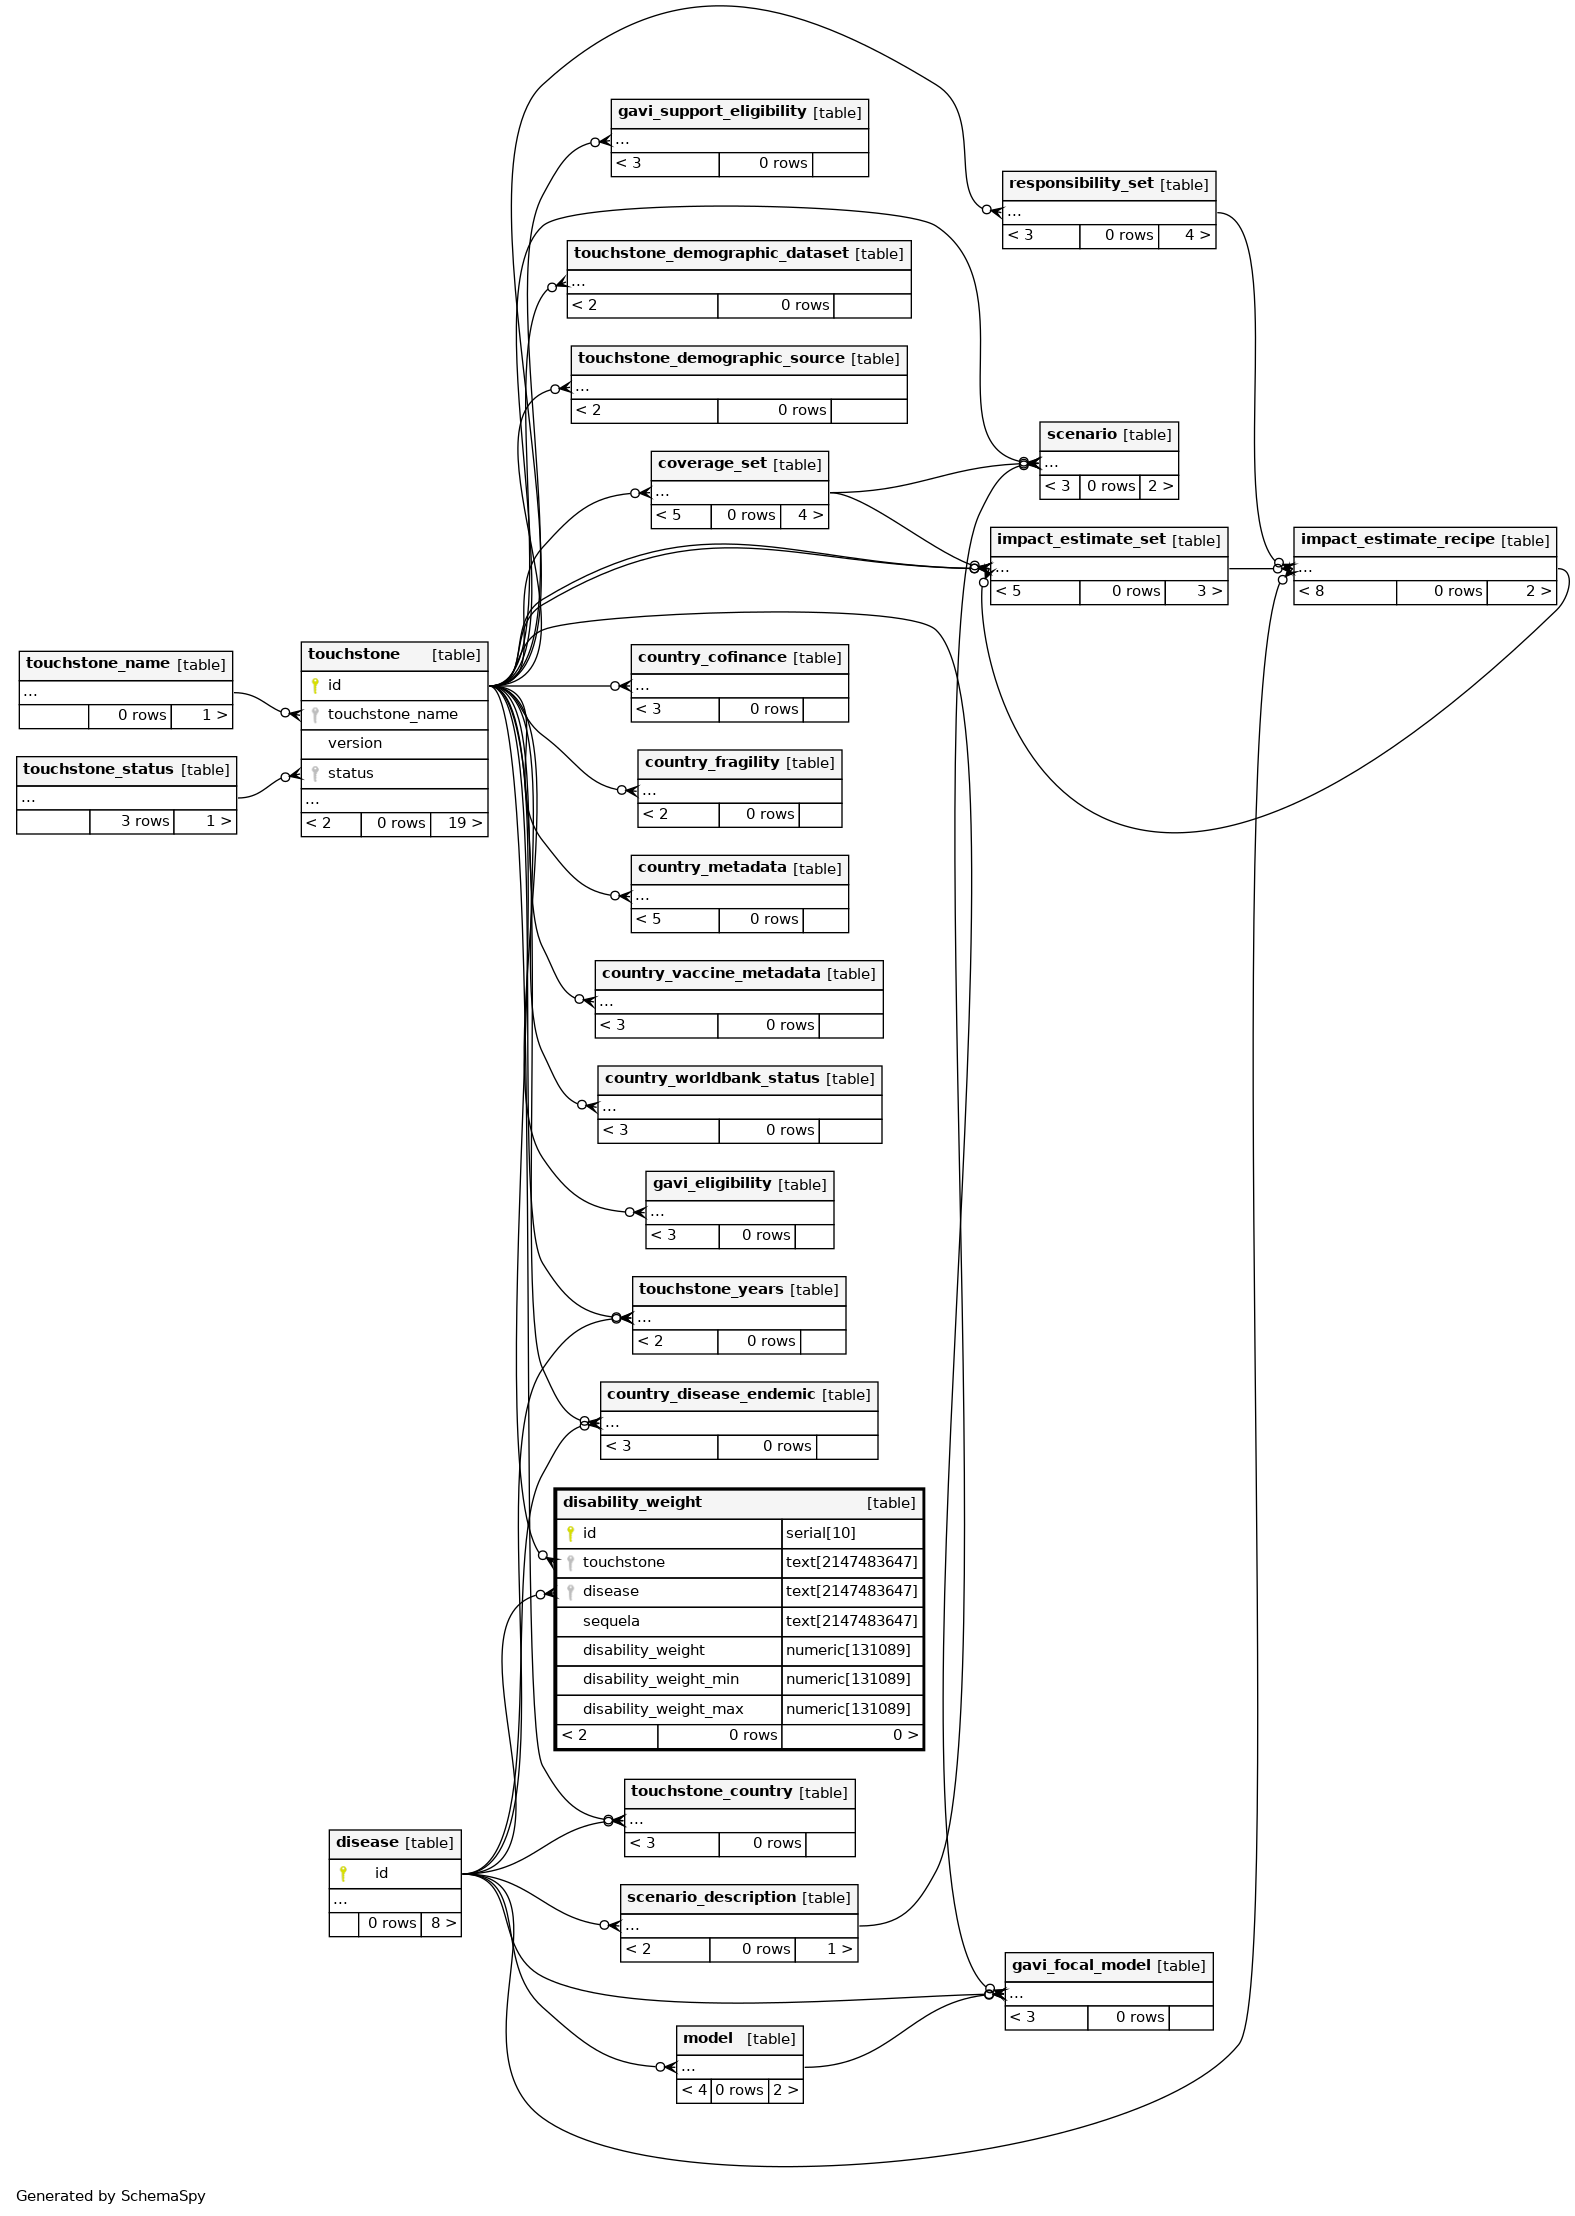 gavi_support_eligibility [table]
...
< 3 0 rows
responsibility_set [table]
...
< 3 0 rows 4 >
touchstone_demographic_dataset [table]
...
< 2 0 rows
touchstone_demographic_source [table]
...
< 2 0 rows
scenario [table]
...
< 3 0 rows 2 >
coverage_set [table]
...
< 5 0 rows 4 >
impact_estimate_set [table]
...
< 5 0 rows 3 >
impact_estimate_recipe [table]
...
< 8 0 rows 2 >
touchstone_name [table]
...
0 rows 1 >
touchstone_status [table]
...
3 rows 1 >
touchstone [table]
id
touchstone_name
version
status
...
< 2 0 rows 19 >
country_cofinance [table]
...
< 3 0 rows
country_fragility [table]
...
< 2 0 rows
country_metadata [table]
...
< 5 0 rows
country_vaccine_metadata [table]
...
< 3 0 rows
country_worldbank_status [table]
...
< 3 0 rows
gavi_eligibility [table]
...
< 3 0 rows
touchstone_years [table]
...
< 2 0 rows
country_disease_endemic [table]
...
< 3 0 rows
disability_weight [table]
id serial[10]
touchstone text[2147483647]
disease text[2147483647]
sequela text[2147483647]
disability_weight numeric[131089]
disability_weight_min numeric[131089]
disability_weight_max numeric[131089]
< 2 0 rows 0 >
touchstone_country [table]
...
< 3 0 rows
disease [table]
id
...
0 rows 8 >
scenario_description [table]
...
< 2 0 rows 1 >
gavi_focal_model [table]
...
< 3 0 rows
model [table]
...
< 4 0 rows 2 >
Generated by SchemaSpy